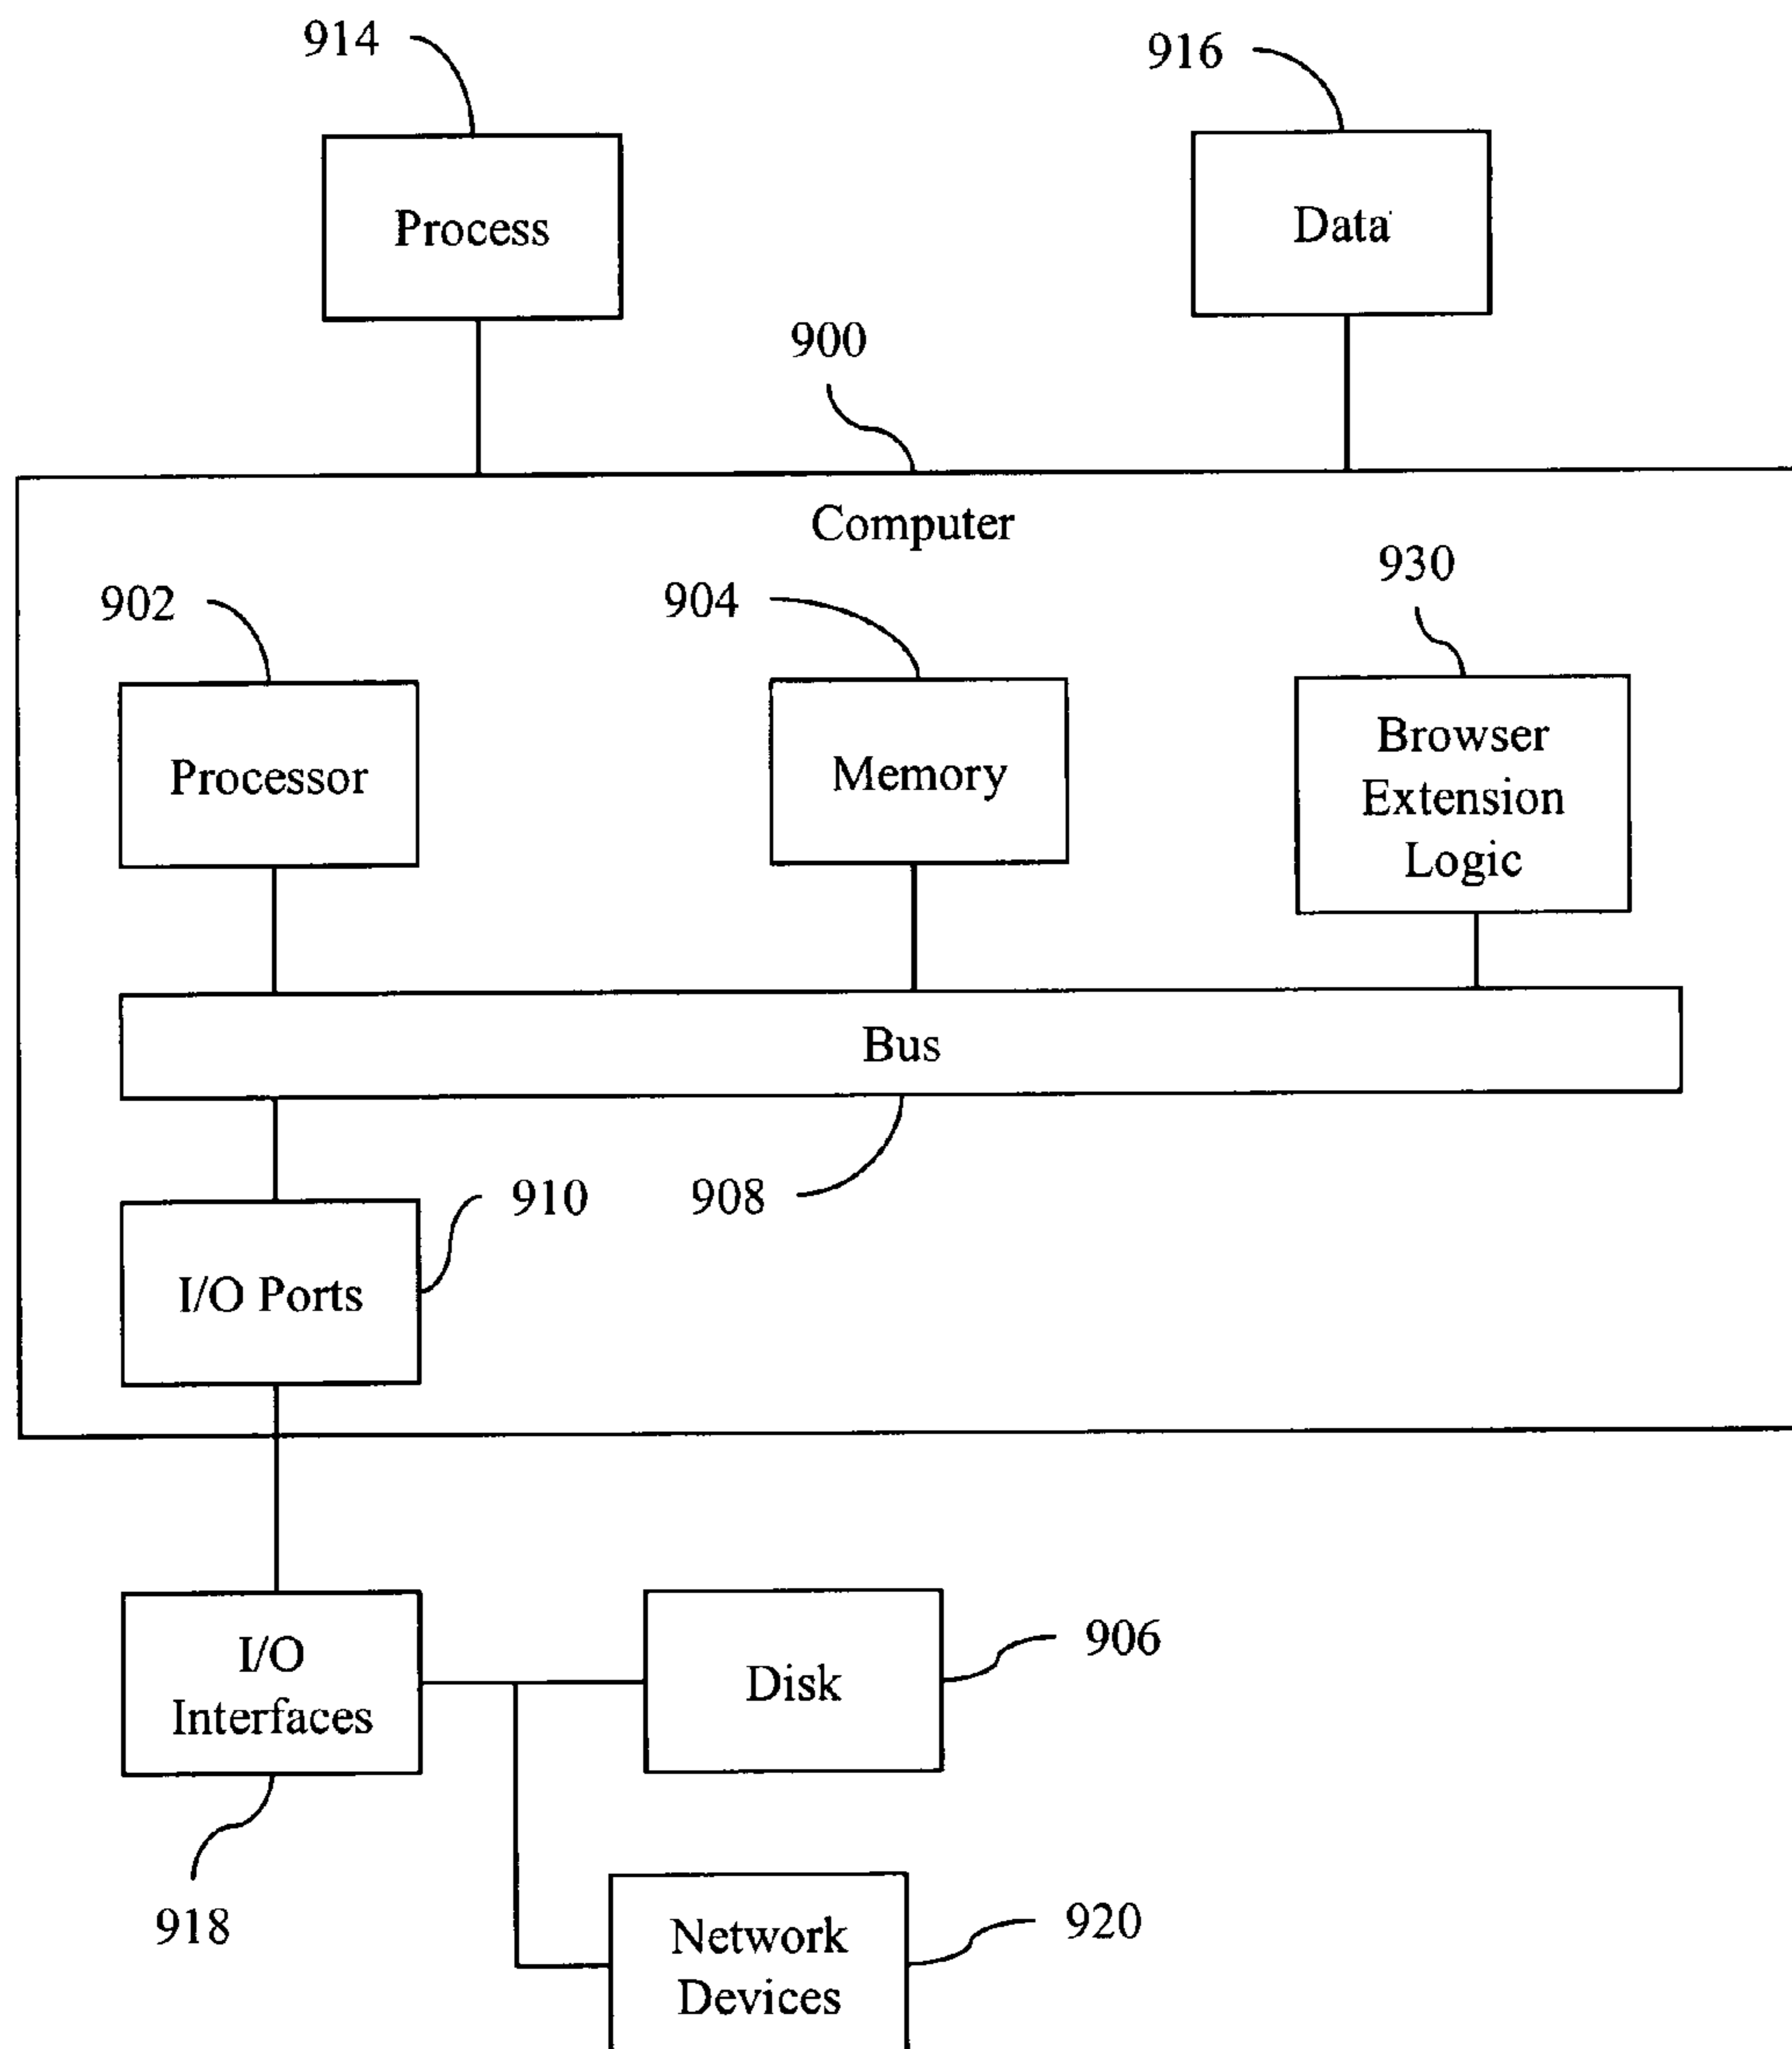 914
916
Process
Data
900
Computer
902
904
930
Processor
Memory
Browser
Extension
Logic
Bus
910
908
I/O Ports
I/O
Interfaces
Disk
906
918
Network
Devices
920